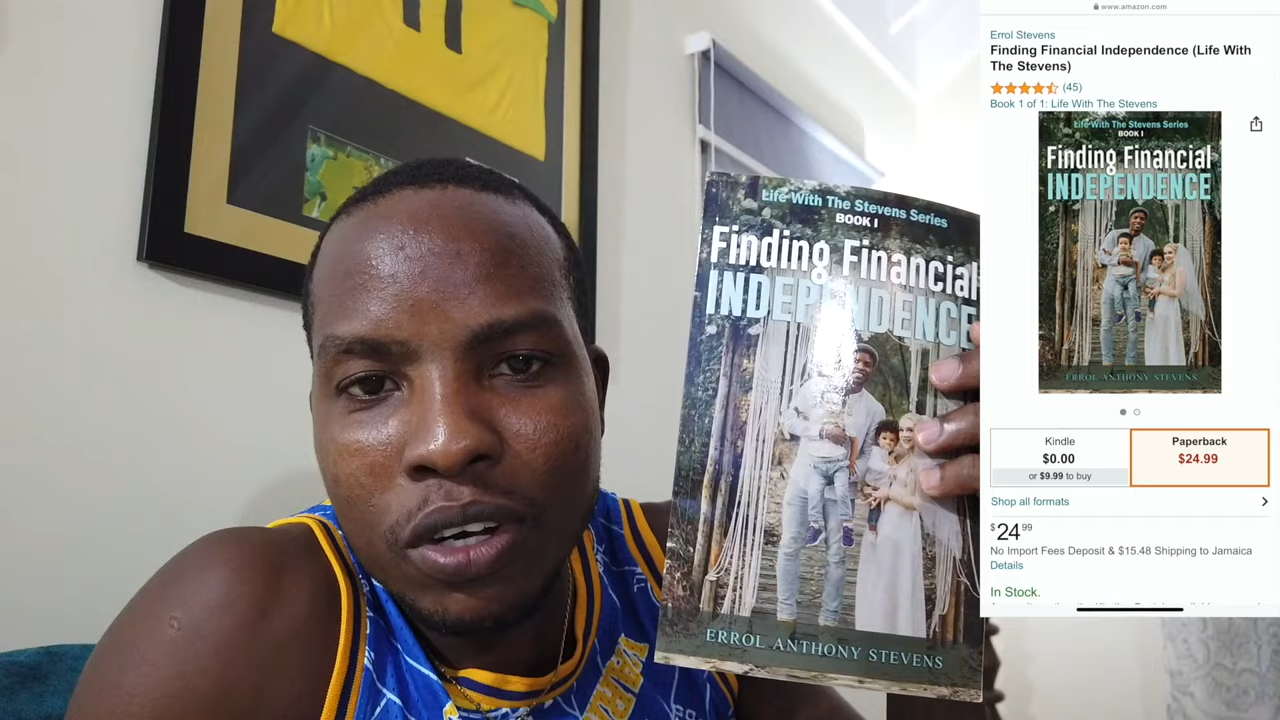 Life With The Stevens Series
BOOK I
Finding Financial
INDEPENDENCE
ERROL ANTHONY STEVENS
www.amazon.com
Errol Stevens
Finding Financial Independence (Life With
The Stevens)
(45)
Book 1 of 1: Life With The Stevens
Life With The Stevens Series
BOOK I
Finding Financial
INDEPENDENCE
ERROL ANTHONY STEVENS
Kindle
$0.00
or $9.99 to buy
Paperback
$24.99
Shop all formats
$24 99
No Import Fees Deposit & $15.48 Shipping to Jamaica
Details
In Stock.